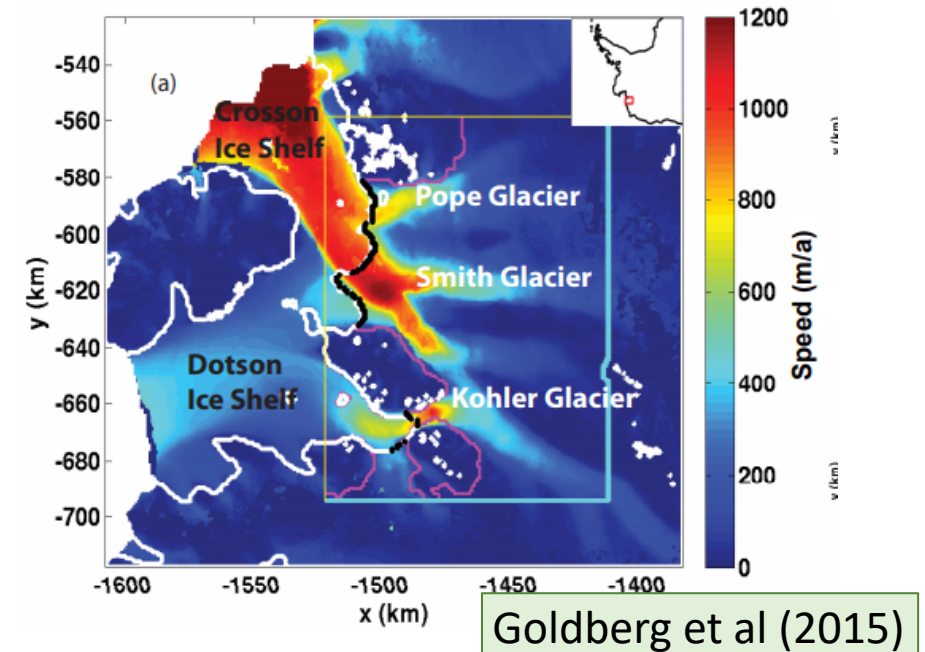 (a)
Crosson
Ice Shelf
Pope Glacier
Smith Glacier
Dotson
Ice Shelf
Kohler Glacier
-540
-560
-580
-600
-620
-640
-660
-680
-700
y (km)
-1600
-1550
-1500
-1450
-1400
x (km)
1200
1000
800
600
400
200
0
Speed (m/a)
Goldberg et al (2015)